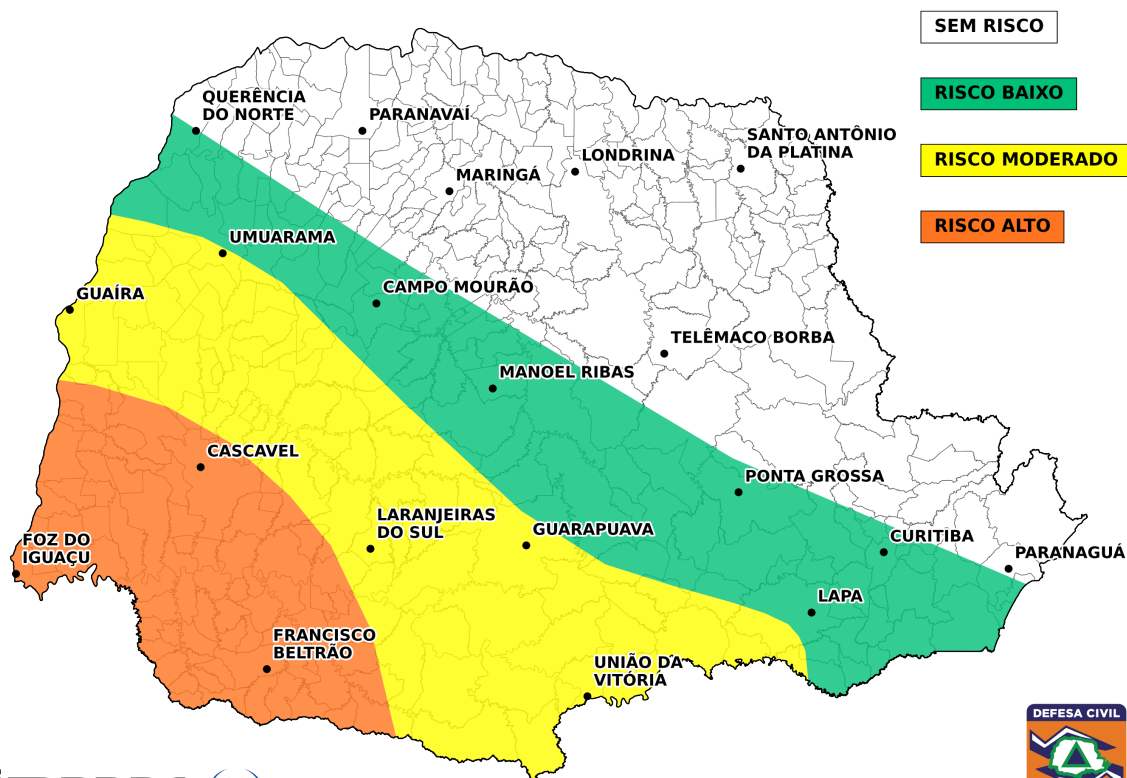 SEM RISCO
RISCO BAIXO
RISCO MODERADO
RISCO ALTO
QUERÊNCIA
DO NORTE
PARANAVAÍ
SANTO ANTÔNIO
DA PLATINA
LONDRINA
MARINGÁ
UMUARAMA
CAMPO MOURÃO
GUAÍRA
TELÊMACO BORBA
MANOEL RIBAS
CASCAVEL
PONTA GROSSA
LARANJEIRAS
DO SUL
GUARAPUAVA
CURITIBA
FOZ DO
IGUAÇU
PARANAGUÁ
LAPA
FRANCISCO
BELTRÃO
UNIÃO DA
VITÓRIA
DEFESA CIVIL